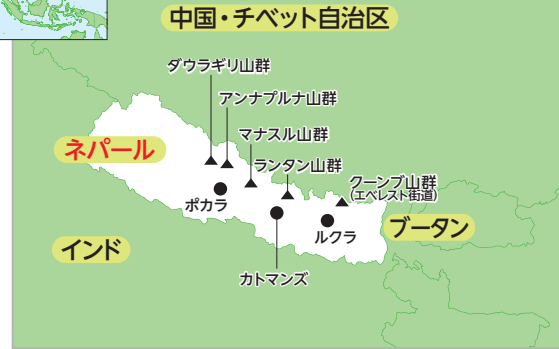 中国・チベット自治区
ダウラギリ山群
アンナプルナ山群
マナスル山群
ネパール
ランタン山群
クーンブ山群
(エベレスト街道)
ポカラ
ルクラ
ブータン
インド
カトマンズ